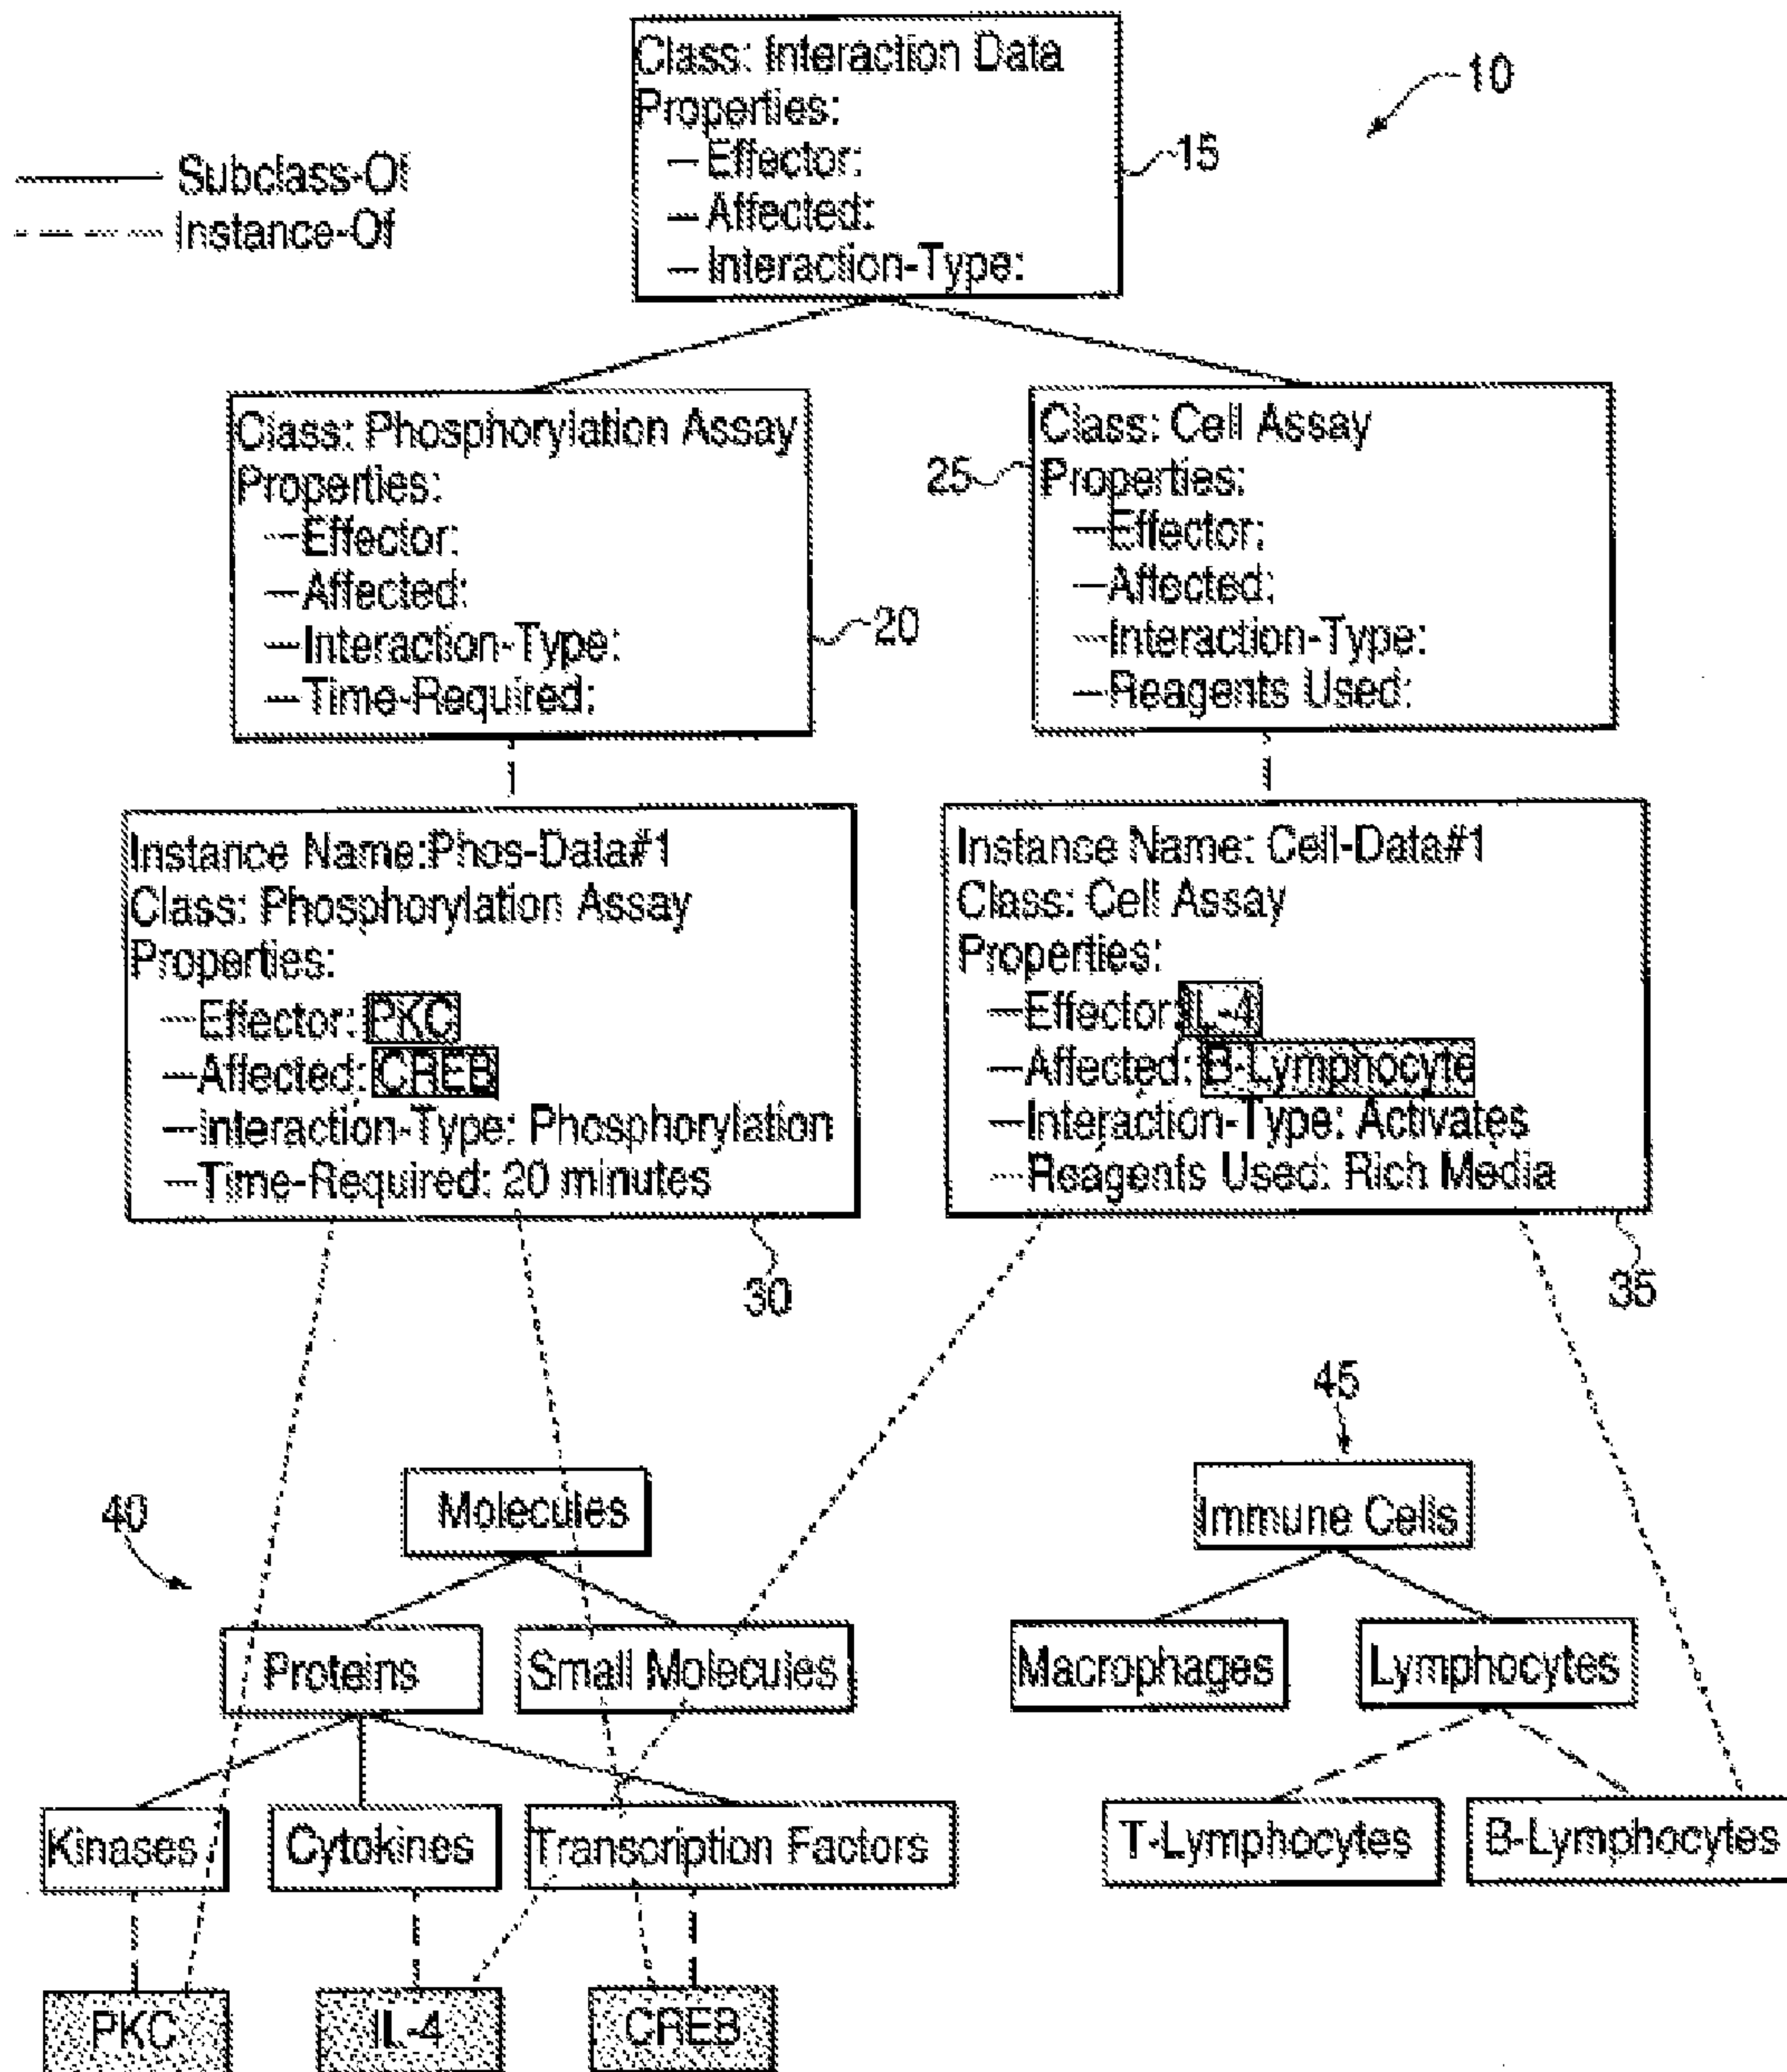 Class: Interaction Data
Properties:
– Effector:
– Affected:
– Interaction-Type:
10
15
Subclass-Of
Instance-Of
Class: Phosphorylation Assay
Properties:
– Effector:
– Affected:
– Interaction-Type:
– Time-Required:
20
Class: Cell Assay
Properties:
– Effector:
– Affected:
– Interaction-Type:
– Reagents Used:
25
Instance Name:Phos-Data#1
Class: Phosphorylation Assay
Properties:
– Effector: PKC
– Affected: CREB
– Interaction-Type: Phosphorylation
– Time-Required: 20 minutes
30
Instance Name: Cell-Data#1
Class: Cell Assay
Properties:
– Effector: IL-4
– Affected: B-Lymphocyte
– Interaction-Type: Activates
– Reagents Used: Rich Media
35
40
Molecules
Proteins
Small Molecules
Kinases
Cytokines
Transcription Factors
PKC
IL-4
CREB
45
Immune Cells
Macrophages
Lymphocytes
T-Lymphocytes
B-Lymphocytes